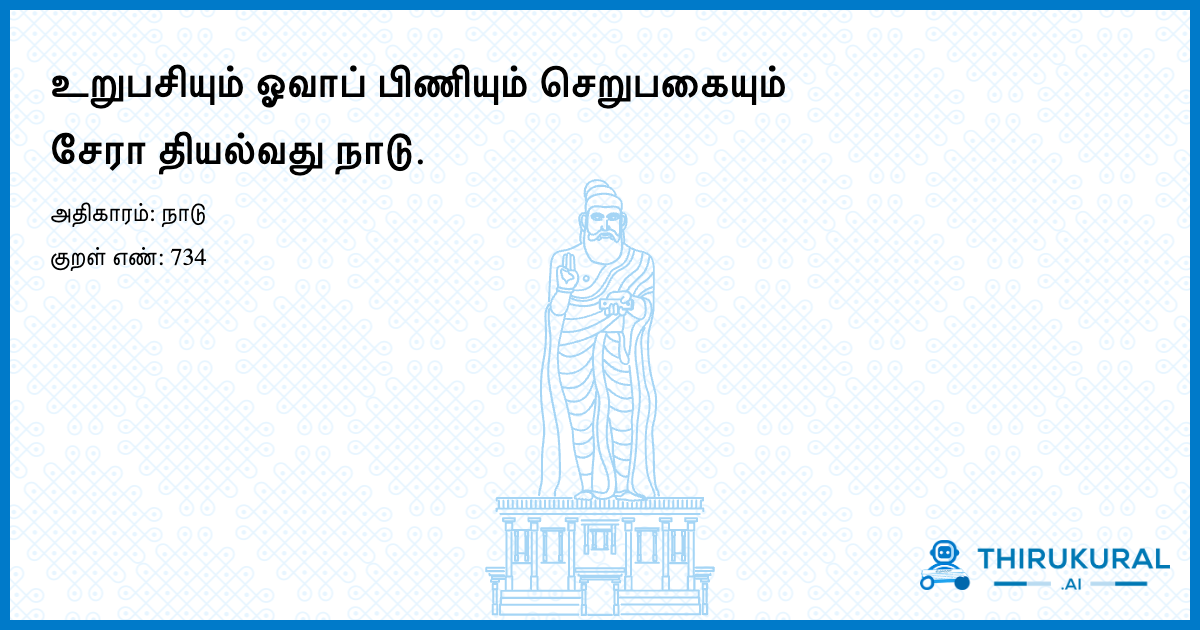 உறுபசியும் ஓவாப் பிணியும் செறுபகையும்
சேரா தியல்வது நாடு.
அதிகாரம்: நாடு
குறள் எண்: 734
THIRUKURAL
.AI